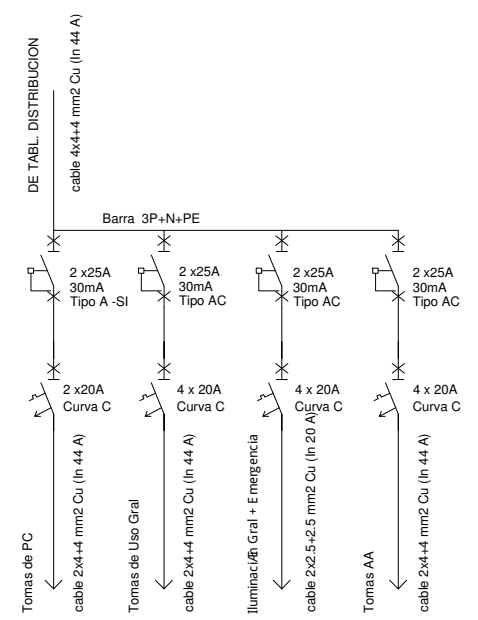 DE TABL. DISTRIBUCION
cable 4x4+4 mm2 Cu (In 44 A)
Barra 3P+N+PE
2 x25A
30mA
Tipo A -SI
2 x25A
30mA
Tipo AC
2 x25A
30mA
Tipo AC
2 x25A
30mA
Tipo AC
2 x20A
Curva C
4 x 20A
Curva C
4 x 20A
Curva C
4 x 20A
Curva C
Tomas de PC
cable 2x4+4 mm2 Cu (In 44 A)
Tomas de Uso Gral
cable 2x4+4 mm2 Cu (In 44 A)
Gral + Emergencia
cable 2x2.5+2.5 mm2 Cu (In 20 A)
Tomas AA
cable 2x4+4 mm2 Cu (In 44 A)